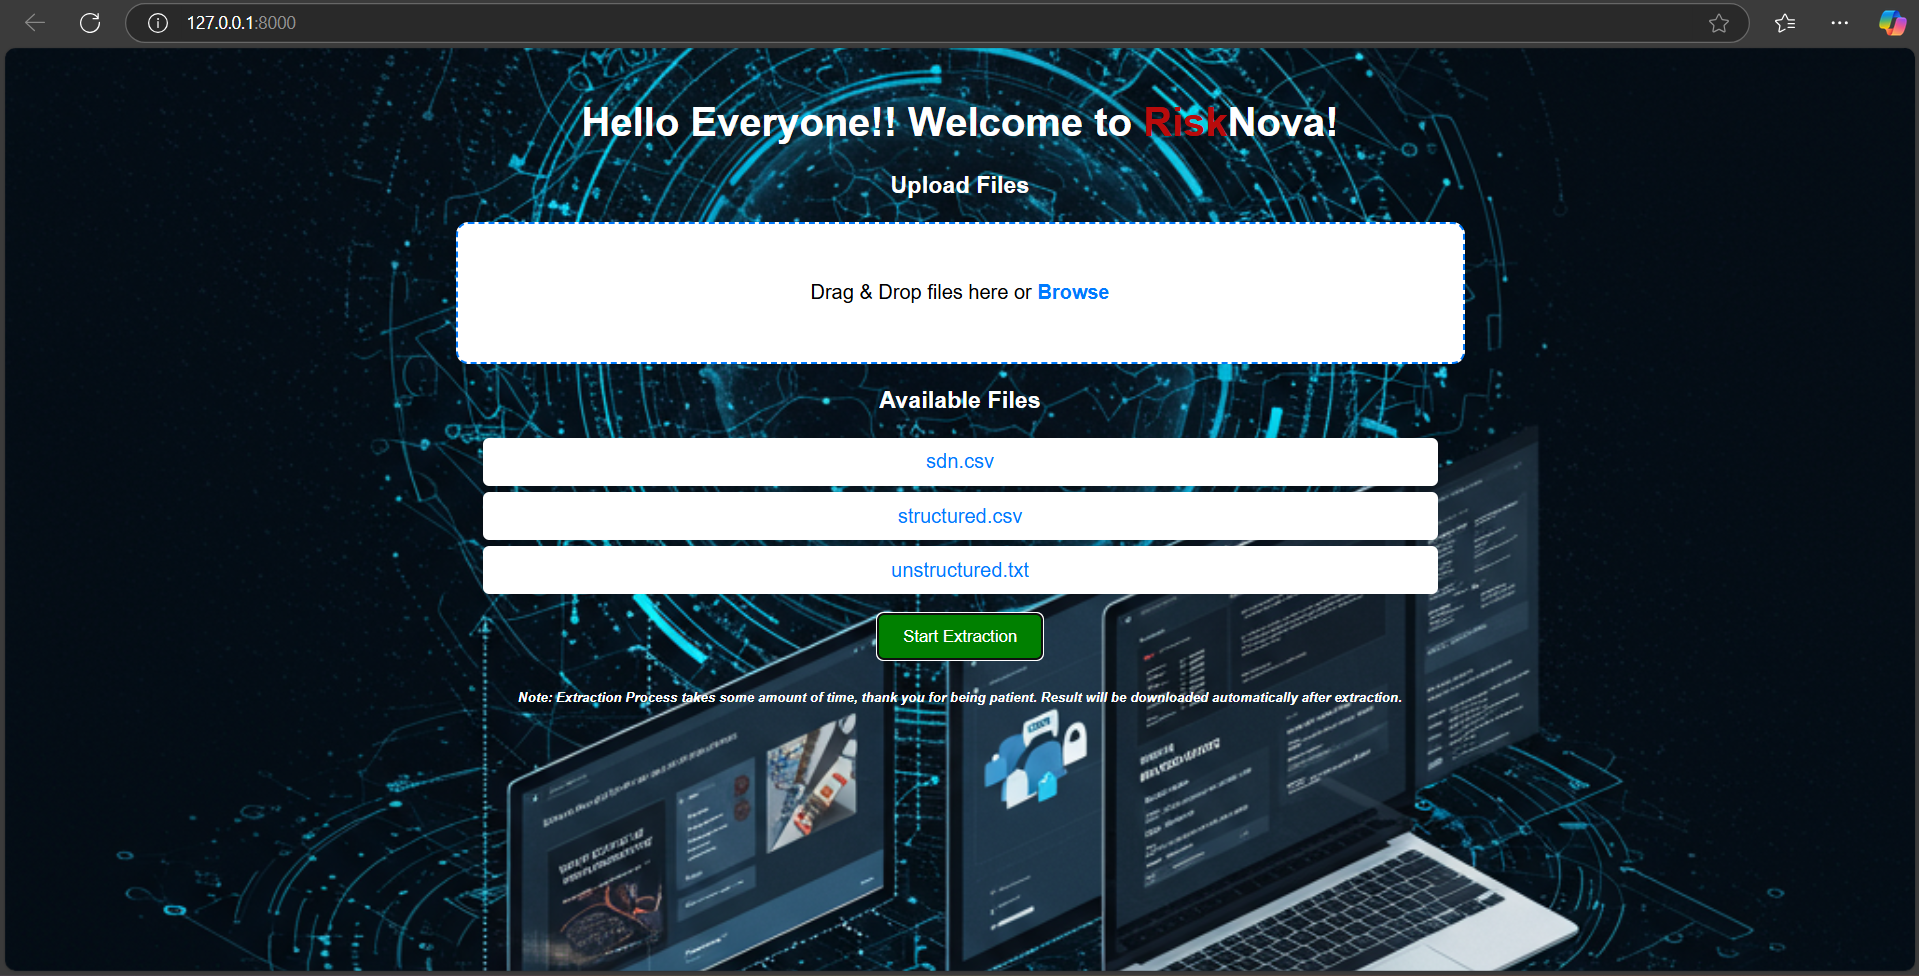 127.0.0.1:8000
Hello Everyone!! Welcome to RiskNova!
Upload Files
Drag & Drop files here or Browse
Available Files
sdn.csv
structured.csv
unstructured.txt
Start Extraction
Note: Extraction Process takes some amount of time, thank you for being patient. Result will be downloaded automatically after extraction.